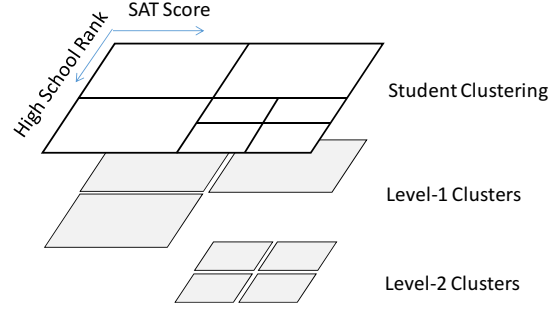 SAT Score
High School Rank
Student Clustering
Level-1 Clusters
Level-2 Clusters